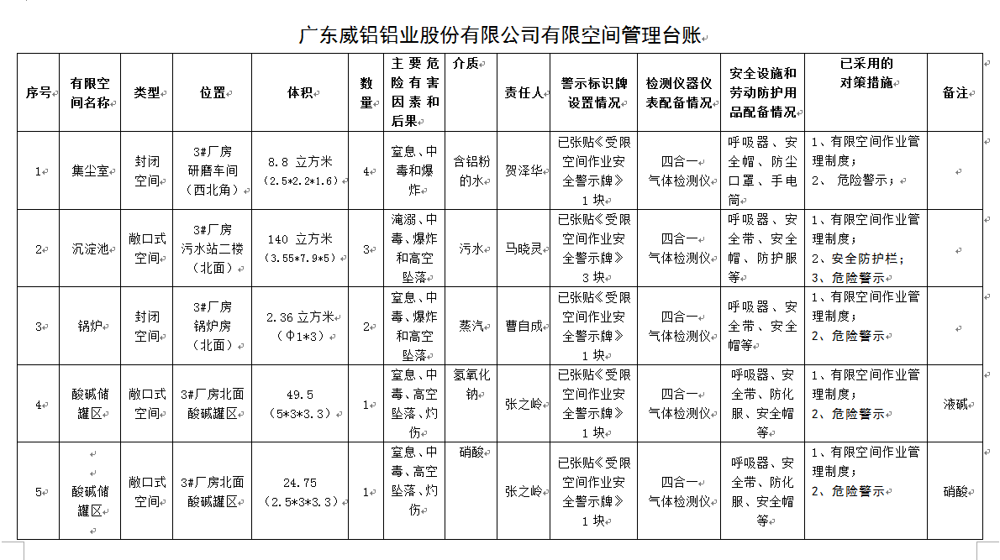 广东威铝铝业股份有限公司有限空间管理台账
序号
有限空
间名称
类型
位置
体积
数
量
主要危
险有害
因素和
后果
介质
责任人
警示标识牌
设置情况
检测仪器仪
表配备情况
安全设施和
劳动防护用
品配备情况
已采用的
对策措施
备注
1
集尘室
封闭
空间
3#厂房
研磨车间
（西北角）
8.8 立方米
（2.5*2.2*1.6）
4
窒息、中
毒和爆
炸
含铝粉
的水
贺泽华
已张贴《受限
空间作业安
全警示牌》
1 块
四合一
气体检测仪
呼吸器、安
全帽、防尘
口罩、手电
筒
1、有限空间作业管
理制度；
2、 危险警示；
2
沉淀池
敞口式
空间
3#厂房
污水站二楼
（北面）
140 立方米
（3.55*7.9*5）
3
淹溺、中
毒、爆炸
和高空
坠落
污水
马晓灵
已张贴《受限
空间作业安
全警示牌》
3 块
四合一
气体检测仪
呼吸器、安
全带、安全
帽、防护服
等
1、有限空间作业管
理制度；
2、安全防护栏；
3、危险警示
3
锅炉
封闭
空间
3#厂房
锅炉房
（北面）
2.36 立方米
（Φ1*3）
2
窒息、中
毒、爆炸
和高空
坠落
蒸汽
曹自成
已张贴《受限
空间作业安
全警示牌》
1 块
四合一
气体检测仪
呼吸器、安
全带、安全
帽等
1、有限空间作业管
理制度；
2、危险警示
4
酸碱储
罐区
敞口式
空间
3#厂房北面
酸碱罐区
49.5
（5*3*3.3）
1
窒息、中
毒、高空
坠落、灼
伤
氢氧化
钠
张之岭
已张贴《受限
空间作业安
全警示牌》
1 块
四合一
气体检测仪
呼吸器、安
全带、防化
服、安全帽
等
1、有限空间作业管
理制度；
2、危险警示
液碱
5
酸碱储
罐区
敞口式
空间
3#厂房北面
酸碱罐区
24.75
（2.5*3*3.3）
1
窒息、中
毒、高空
坠落、灼
伤
硝酸
张之岭
已张贴《受限
空间作业安
全警示牌》
1 块
四合一
气体检测仪
呼吸器、安
全带、防化
服、安全帽
等
1、有限空间作业管
理制度；
2、危险警示
硝酸